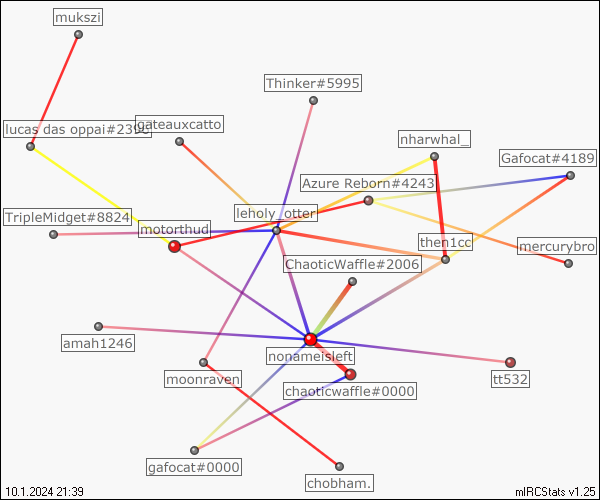 mukszi
Thinker#5995
lucas das oppai#239
gateauxcatto
nharwhal_
Gafocat#4189
Azure Reborn#4243
TripleMidget#8824
leholy_otter
motorthud
then1cc
mercurybro
ChaoticWaffle#2006
amah1246
nonameisleft
moonraven
chaoticwaffle#0000
tt532
gafocat#0000
chobham.
10.1.2024 21:39
mIRCStats v1.25